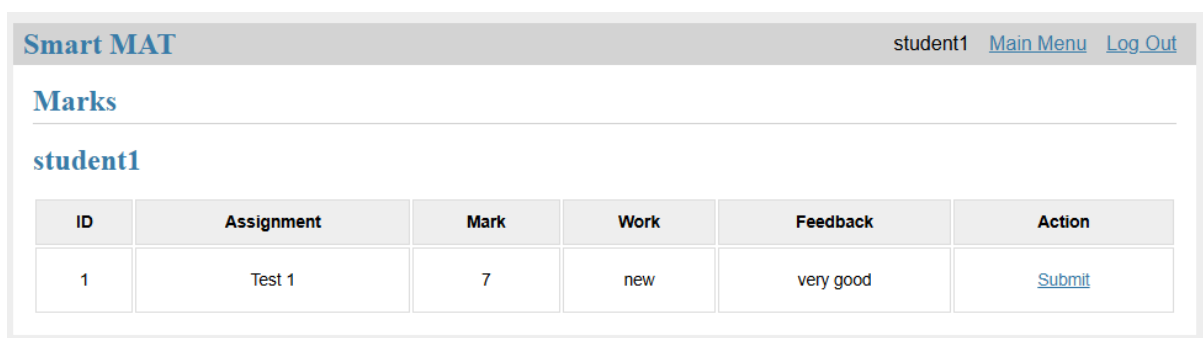 Smart MAT student1 Main Menu Log Out
Marks
student1
ID Assignment Mark Work Feedback Action
1 Test 1 7 new very good Submit